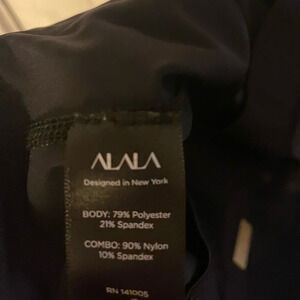 ALALA
Designed in New York
BODY: 79% Polyester
21% Spandex
COMBO: 90% Nylon
10% Spandex
RN 141005